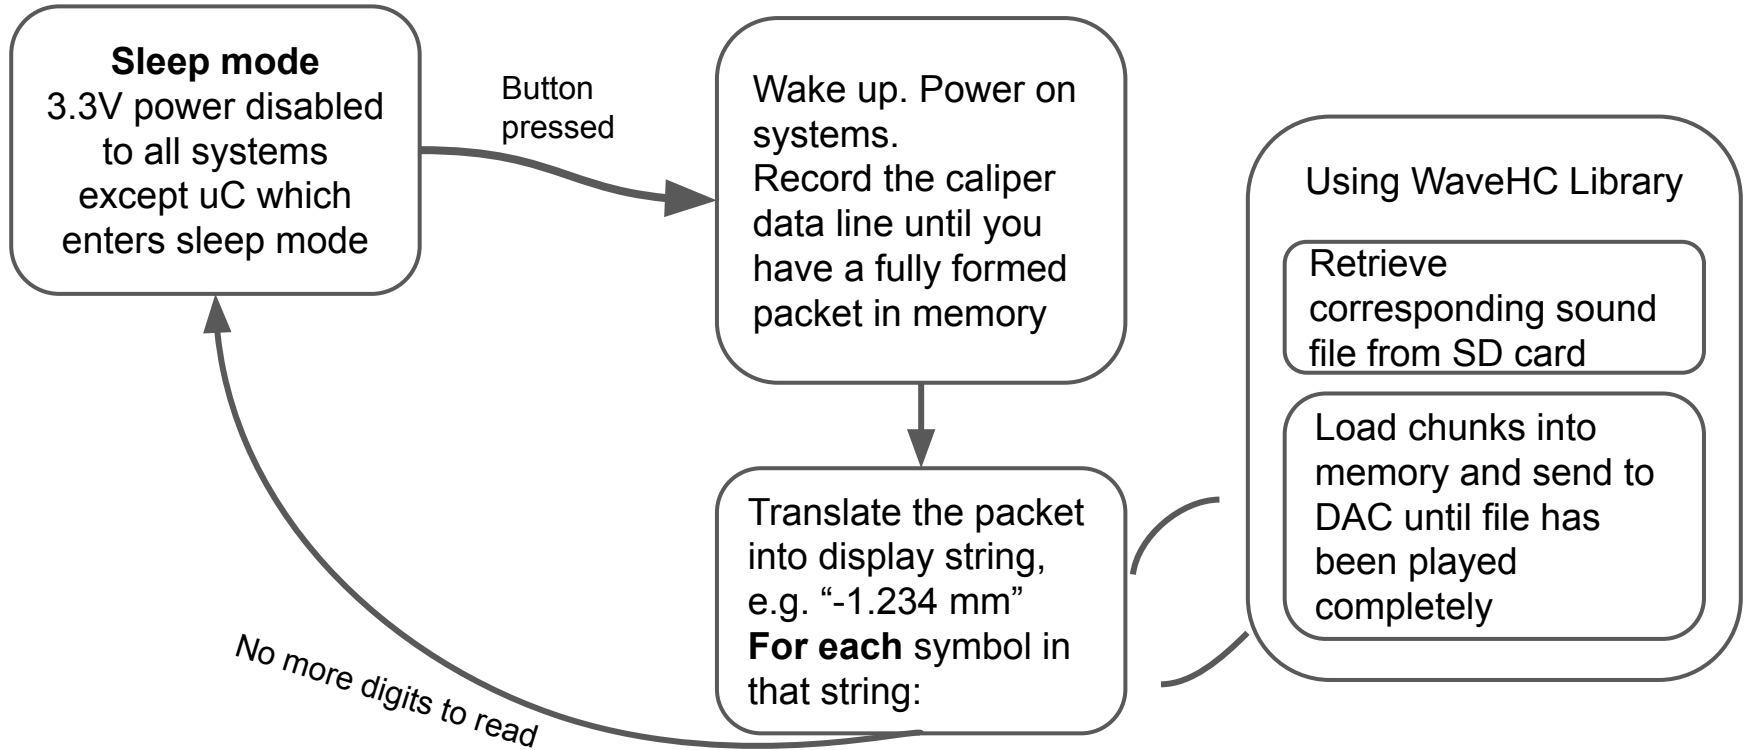 Sleep mode
3.3V power disabled
to all systems
except uC which
enters sleep mode
Button
pressed
Wake up. Power on
systems.
Record the caliper
data line until you
have a fully formed
packet in memory
Translate the packet
into display string,
e.g. “-1.234 mm”
For each symbol in
that string:
Using WaveHC Library
Retrieve
corresponding sound
file from SD card
Load chunks into
memory and send to
DAC until file has
been played
completely
No more digits to read